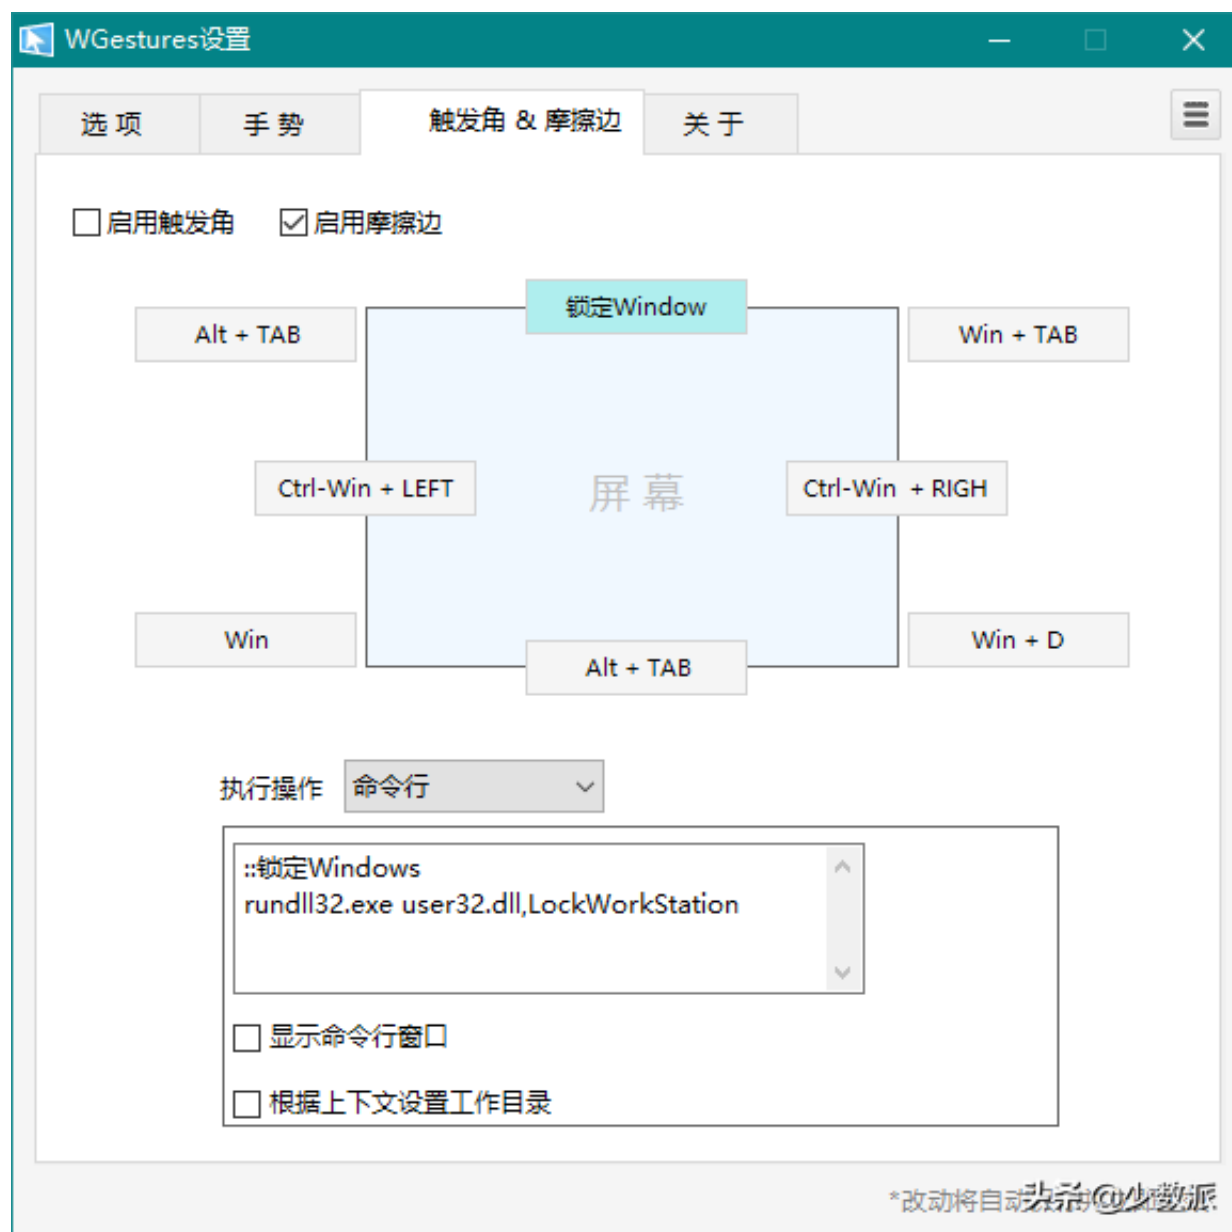 WGestures设置
选 项
手 势
触发角 & 摩擦边
关 于
启用触发角
启用摩擦边
锁定Window
Alt + TAB
Win + TAB
Ctrl-Win + LEFT
屏 幕
Ctrl-Win + RIGH
Win
Win + D
Alt + TAB
执行操作
命令行
::锁定Windows
rundll32.exe user32.dll,LockWorkStation
显示命令行窗口
根据上下文设置工作目录
*改动将自动
头条@少数派